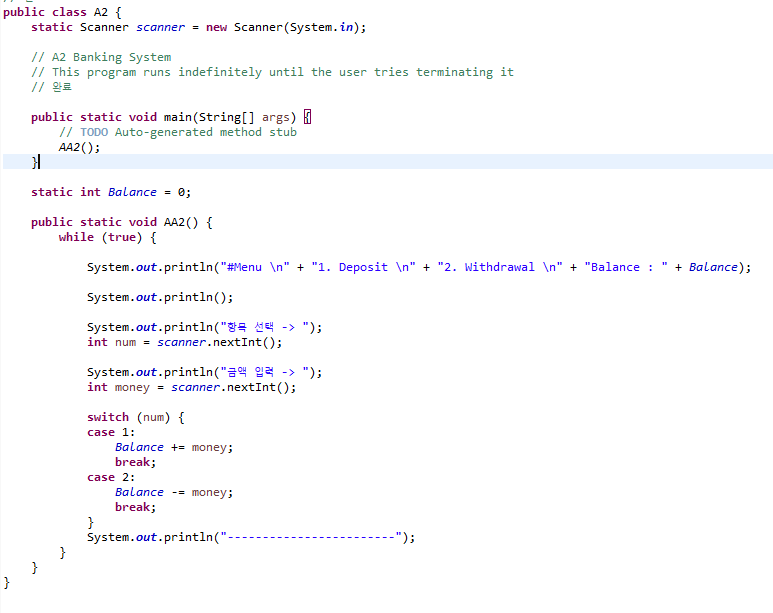 public class A2 {
static Scanner scanner = new Scanner(System.in);
// A2 Banking System
// This program runs indefinitely until the user tries terminating it
// 완료
public static void main(String[] args) {
// TODO Auto-generated method stub
AA2();
}
static int Balance = 0;
public static void AA2() {
while (true) {
System.out.println("#Menu \n" + "1. Deposit \n" + "2. Withdrawal \n" + "Balance : " + Balance);
System.out.println();
System.out.println("항목 선택 -> ");
int num = scanner.nextInt();
System.out.println("금액 입력 -> ");
int money = scanner.nextInt();
switch (num) {
case 1:
Balance += money;
break;
case 2:
Balance -= money;
break;
}
System.out.println("------------------------");
}
}
}